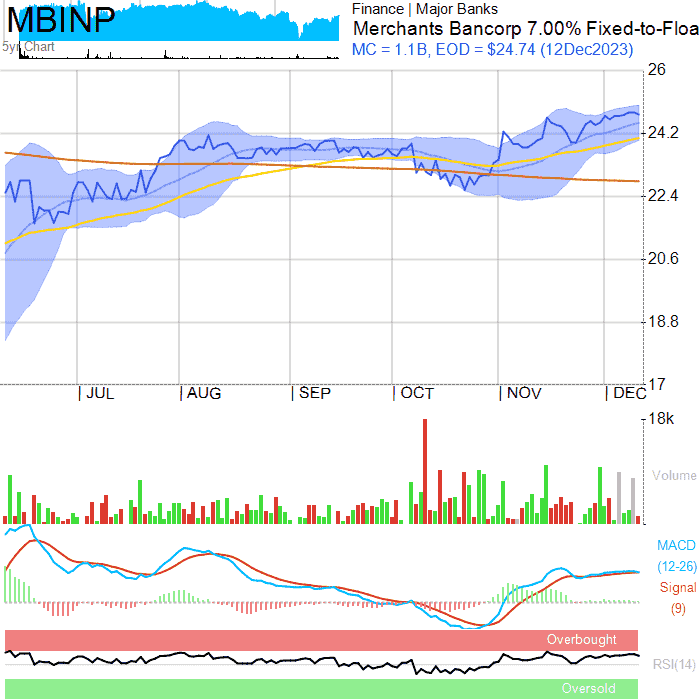 MBINP
5yr Chart
Finance | Major Banks
Merchants Bancorp 7.00% Fixed-to-Floa
MC = 1.1B, EOD = $24.74 (12Dec2023)
26
24.2
22.4
20.6
18.8
17
JUL AUG SEP OCT NOV DEC
18k
Volume
MACD
(12-26)
Signal
(9)
Overbought
RSI(14)
Oversold